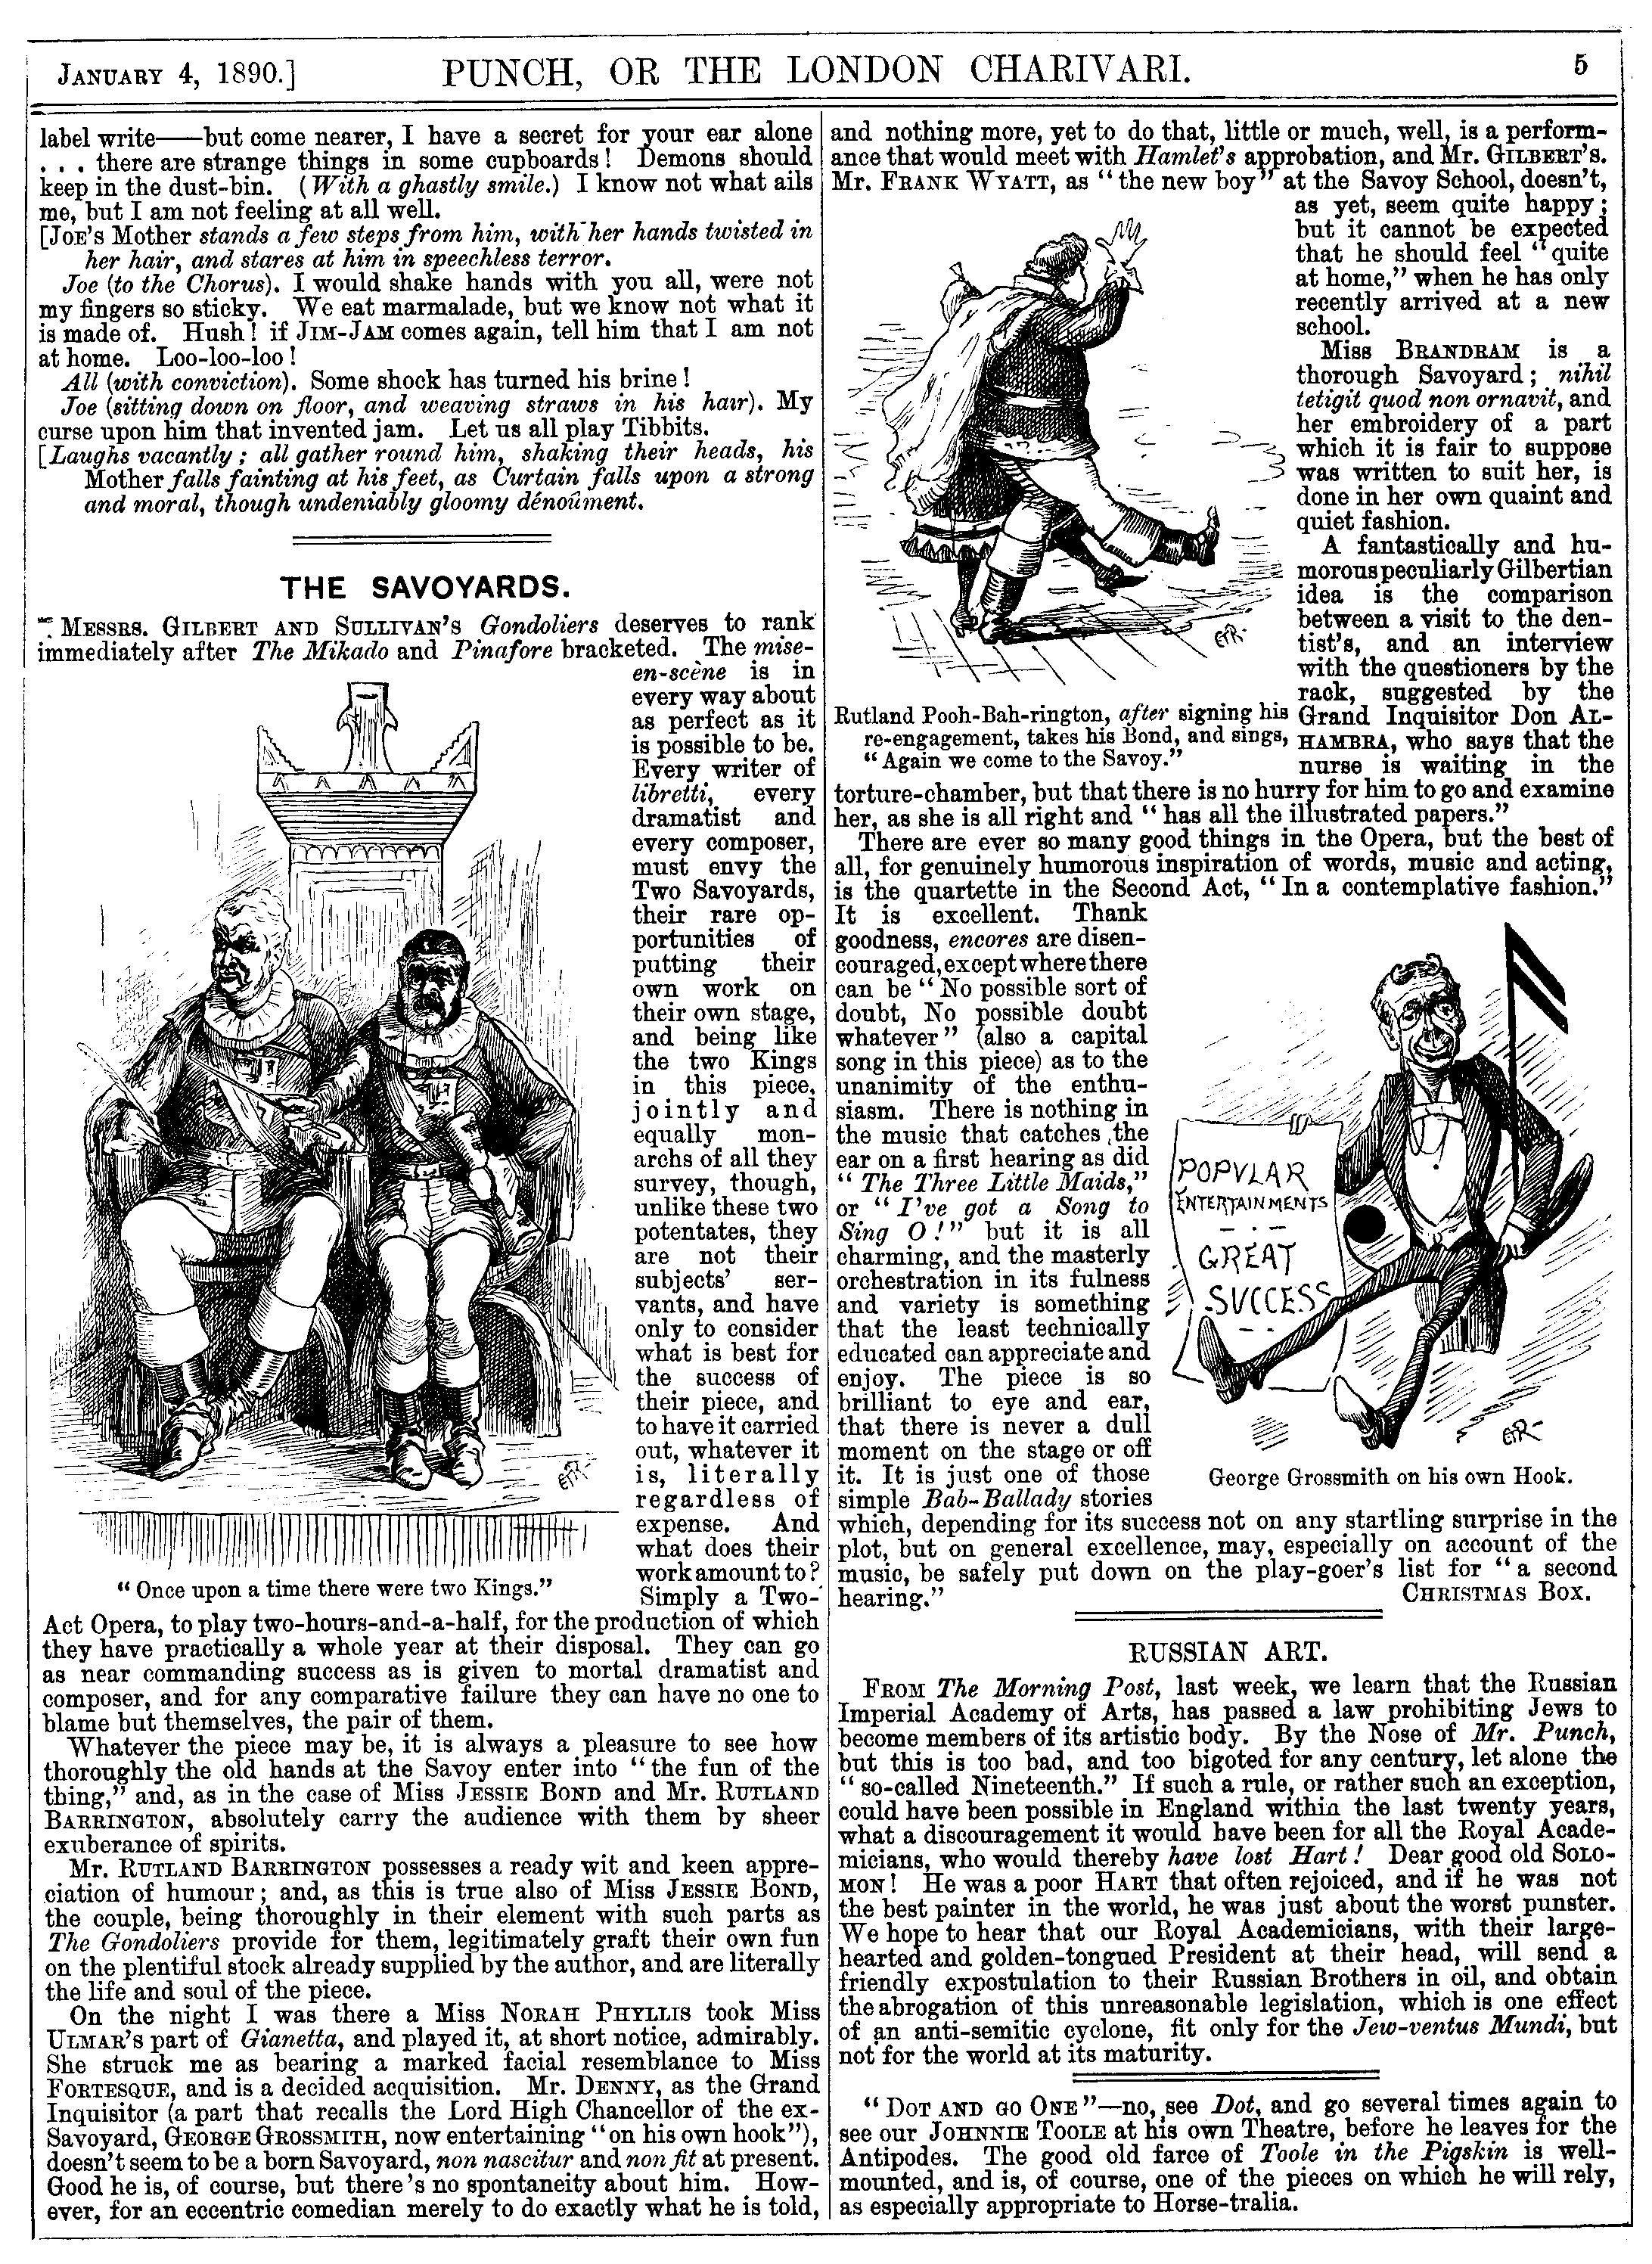 JANUARY 4, 1890.]
PUNCH, OR THE LONDON CHARIVARI.
5
label write——but come nearer, I have a secret for your ear alone
. . . there are strange things in some cupboards! Demons should
keep in the dust-bin. (With a ghastly smile.) I know not what ails
me, but I am not feeling at all well.
[JOE'S Mother stands a few steps from him, with her hands twisted in
her hair, and stares at him in speechless terror.
Joe (to the Chorus). I would shake hands with you all, were not
my fingers so sticky. We eat marmalade, but we know not what it
is made of. Hush! if JIM-JAM comes again, tell him that I am not
at home. Loo-loo-loo!
All (with conviction). Some shock has turned his brine!
Joe (sitting down on floor, and weaving straws in his hair). My
curse upon him that invented jam. Let us all play Tibbits.
[Laughs vacantly; all gather round him, shaking their heads, his
Mother falls fainting at his feet, as Curtain falls upon a strong
and moral, though undeniably gloomy dénoûment.
THE SAVOYARDS.
MESSRS. GILBERT AND SULLIVAN'S Gondoliers deserves to rank
immediately after The Mikado and Pinafore bracketed. The mise-
en-scène is in
every way about
as perfect as it
is possible to be.
Every writer of
libretti, every
dramatist and
every composer,
must envy the
Two Savoyards,
their rare op-
portunities of
putting their
own work on
their own stage,
and being like
the two Kings
in this piece,
jointly and
equally mon-
archs of all they
survey, though,
unlike these two
potentates, they
are not their
subjects' ser-
vants, and have
only to consider
what is best for
the success of
their piece, and
to have it carried
out, whatever it
is, literally
regardless of
expense. And
what does their
work amount to?
Simply a Two-
"Once upon a time there were two Kings."
Act Opera, to play two-hours-and-a-half, for the production of which
they have practically a whole year at their disposal. They can go
as near commanding success as is given to mortal dramatist and
composer, and for any comparative failure they can have no one to
blame but themselves, the pair of them.
Whatever the piece may be, it is always a pleasure to see how
thoroughly the old hands at the Savoy enter into "the fun of the
thing," and, as in the case of Miss JESSIE BOND and Mr. RUTLAND
BARRINGTON, absolutely carry the audience with them by sheer
exuberance of spirits.
Mr. RUTLAND BARRINGTON possesses a ready wit and keen appre-
ciation of humour; and, as this is true also of Miss JESSIE BOND,
the couple, being thoroughly in their element with such parts as
The Gondoliers provide for them, legitimately graft their own fun
on the plentiful stock already supplied by the author, and are literally
the life and soul of the piece.
On the night I was there a Miss NORAH PHYLLIS took Miss
ULMAR'S part of Gianetta, and played it, at short notice, admirably.
She struck me as bearing a marked facial resemblance to Miss
FORTESQUE, and is a decided acquisition. Mr. DENNY, as the Grand
Inquisitor (a part that recalls the Lord High Chancellor of the ex-
Savoyard, GEORGE GROSSMITH, now entertaining "on his own hook"),
doesn't seem to be a born Savoyard, non nascitur and non fit at present.
Good he is, of course, but there's no spontaneity about him. How-
ever, for an eccentric comedian merely to do exactly what he is told,
and nothing more, yet to do that, little or much, well, is a perform-
ance that would meet with Hamlet's approbation, and Mr. GILBERT'S.
Mr. FRANK WYATT, as "the new boy" at the Savoy School, doesn't,
as yet, seem quite happy;
but it cannot be expected
that he should feel "quite
at home," when he has only
recently arrived at a new
school.
Miss BRANDRAM is a
thorough Savoyard; nihil
tetigit quod non ornavit, and
her embroidery of a part
which it is fair to suppose
was written to suit her, is
done in her own quaint and
quiet fashion.
A fantastically and hu-
morous peculiarly Gilbertian
idea is the comparison
between a visit to the den-
tist's, and an interview
with the questioners by the
rack, suggested by the
Grand Inquisitor Don AL-
HAMBRA, who says that the
nurse is waiting in the
Rutland Pooh-Bah-rington, after signing his
re-engagement, takes his Bond, and sings,
"Again we come to the Savoy."
torture-chamber, but that there is no hurry for him to go and examine
her, as she is all right and "has all the illustrated papers."
There are ever so many good things in the Opera, but the best of
all, for genuinely humorous inspiration of words, music and acting,
is the quartette in the Second Act, "In a contemplative fashion."
It is excellent. Thank
goodness, encores are disen-
couraged, except where there
can be "No possible sort of
doubt, No possible doubt
whatever" (also a capital
song in this piece) as to the
unanimity of the enthu-
siasm. There is nothing in
the music that catches the
ear on a first hearing as did
"The Three Little Maids,"
or "I've got a Song to
Sing O!" but it is all
charming, and the masterly
orchestration in its fulness
and variety is something
that the least technically
educated can appreciate and
enjoy. The piece is so
brilliant to eye and ear,
that there is never a dull
moment on the stage or off
it. It is just one of those
simple Bab-Ballady stories
POPVLAR
ENTERTAINMENTS
GREAT
SVCCESS
George Grossmith on his own Hook.
which, depending for its success not on any startling surprise in the
plot, but on general excellence, may, especially on account of the
music, be safely put down on the play-goer's list for "a second
hearing."
CHRISTMAS BOX.
RUSSIAN ART.
FROM The Morning Post, last week, we learn that the Russian
Imperial Academy of Arts, has passed a law prohibiting Jews to
become members of its artistic body. By the Nose of Mr. Punch,
but this is too bad, and too bigoted for any century, let alone the
"so-called Nineteenth." If such a rule, or rather such an exception,
could have been possible in England within the last twenty years,
what a discouragement it would have been for all the Royal Acade-
micians, who would thereby have lost Hart! Dear good old SOLO-
MON! He was a poor HART that often rejoiced, and if he was not
the best painter in the world, he was just about the worst punster.
We hope to hear that our Royal Academicians, with their large-
hearted and golden-tongued President at their head, will send a
friendly expostulation to their Russian Brothers in oil, and obtain
the abrogation of this unreasonable legislation, which is one effect
of an anti-semitic cyclone, fit only for the Jew-ventus Mundi, but
not for the world at its maturity.
"DOT AND GO ONE"—no, see Dot, and go several times again to
see our JOHNNIE TOOLE at his own Theatre, before he leaves for the
Antipodes. The good old farce of Toole in the Pigskin is well-
mounted, and is, of course, one of the pieces on which he will rely,
as especially appropriate to Horse-tralia.